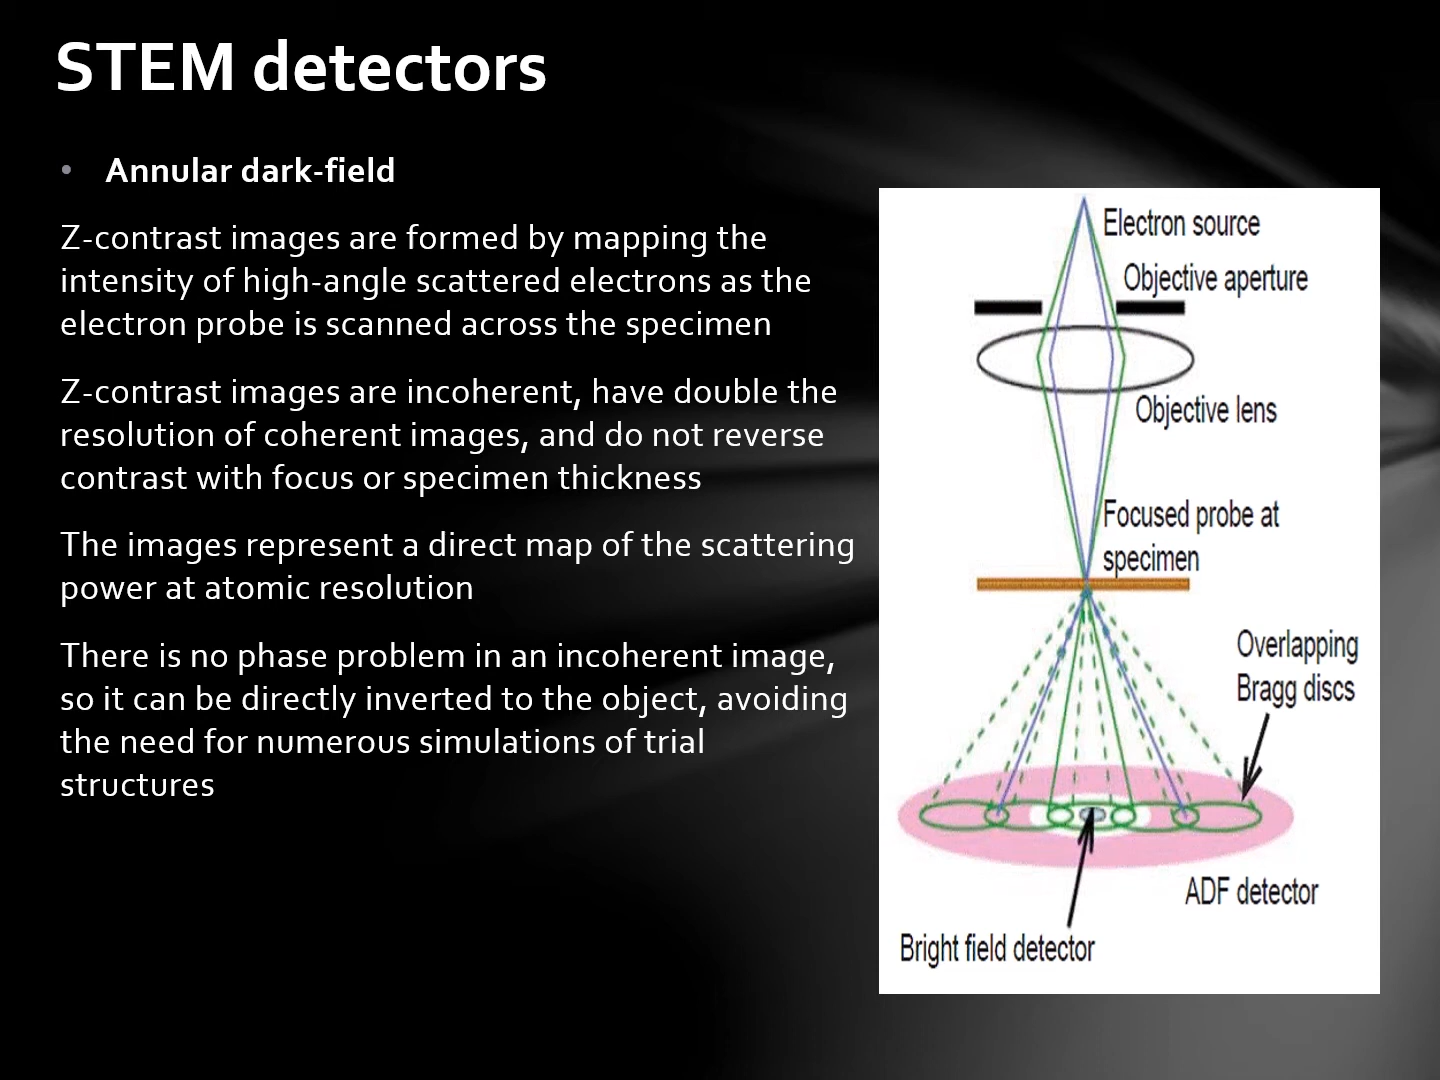 STEM detectors
• Annular dark-field
Z-contrast images are formed by mapping the
intensity of high-angle scattered electrons as the
electron probe is scanned across the specimen
Z-contrast images are incoherent, have double the
resolution of coherent images, and do not reverse
contrast with focus or specimen thickness
The images represent a direct map of the scattering
power at atomic resolution
There is no phase problem in an incoherent image,
so it can be directly inverted to the object, avoiding
the need for numerous simulations of trial
structures
Electron source
Objective aperture
Objective lens
Focused probe at
specimen
Overlapping
Bragg discs
ADF detector
Bright field detector